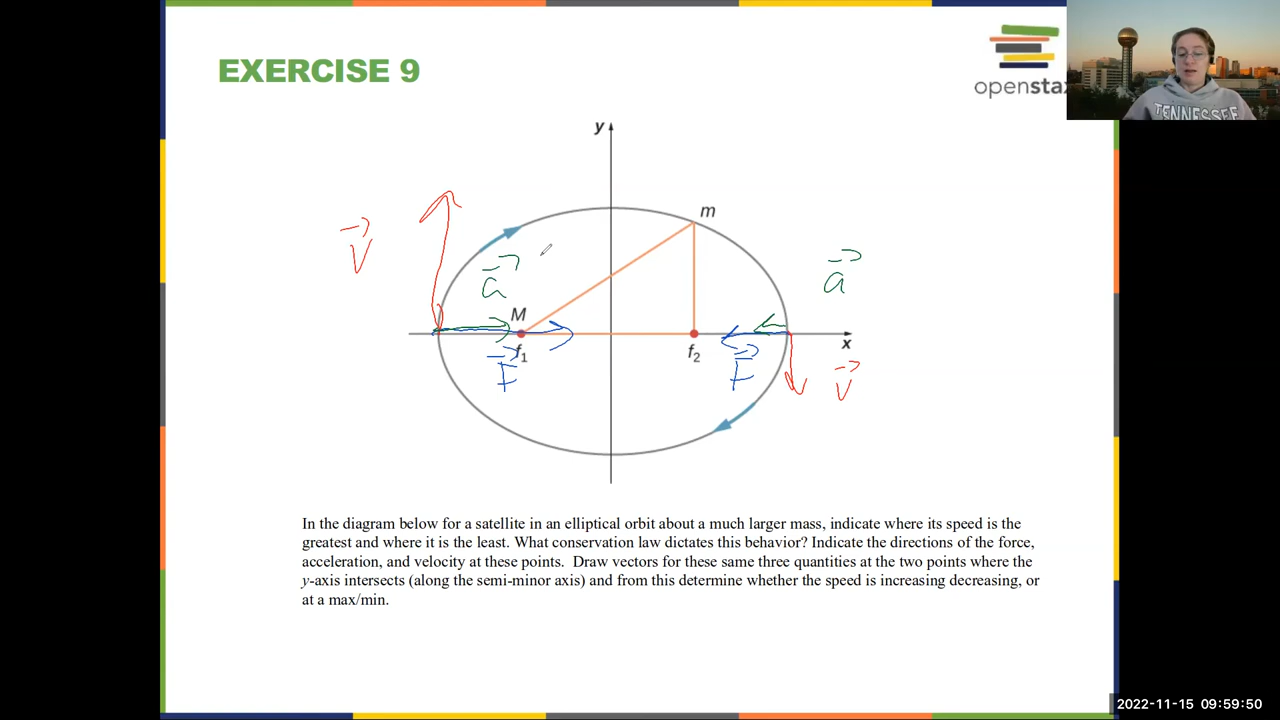 EXERCISE 9
openstax
TENNESSEE
y
m
V
a
a
M
x
f1
f2
F
F
V
In the diagram below for a satellite in an elliptical orbit about a much larger mass, indicate where its speed is the
greatest and where it is the least. What conservation law dictates this behavior? Indicate the directions of the force,
acceleration, and velocity at these points.  Draw vectors for these same three quantities at the two points where the
y-axis intersects (along the semi-minor axis) and from this determine whether the speed is increasing decreasing, or
at a max/min.
2022-11-15 09:59:50